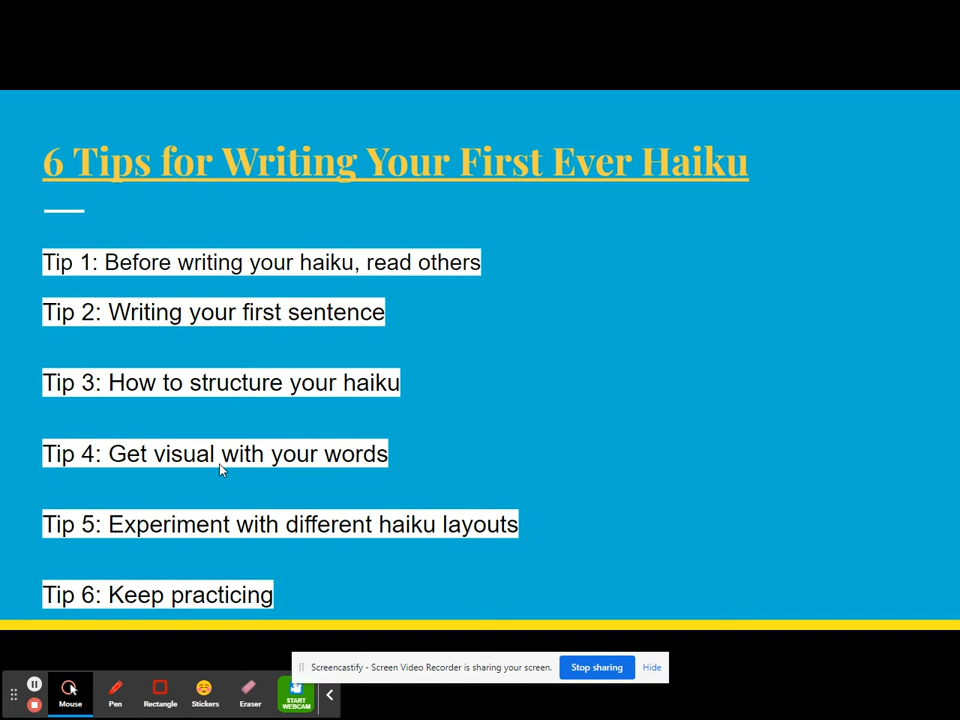 6 Tips for Writing Your First Ever Haiku
Tip 1: Before writing your haiku, read others
Tip 2: Writing your first sentence
Tip 3: How to structure your haiku
Tip 4: Get visual with your words
Tip 5: Experiment with different haiku layouts
Tip 6: Keep practicing
Screencastify - Screen Video Recorder is sharing your screen.
Stop sharing
Hide
Mouse
Pen
Rectangle
Stickers
Eraser
START
WEBCAM